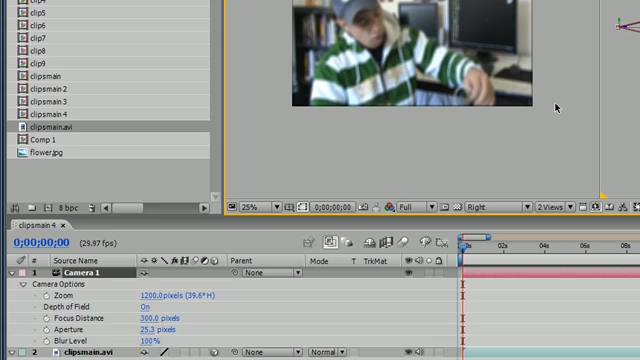 clip4
clip5
clip6
clip7
clip8
clip9
clipsmain
clipsmain 2
clipsmain 3
clipsmain 4
clipsmain.avi
Comp 1
flower.jpg
8 bpc
25%
0;00;00;00
Full
Right
2 Views
clipsmain 4
0;00;00;00
(29.97 fps)
0s
02s
04s
06s
08s
# Source Name
Parent
Mode
T
TrkMat
1
Camera 1
None
Camera Options
Zoom
1200.0 pixels (39.6° H)
Depth of Field
On
Focus Distance
300.0 pixels
Aperture
25.3 pixels
Blur Level
100%
2
clipsmain.avi
None
Normal